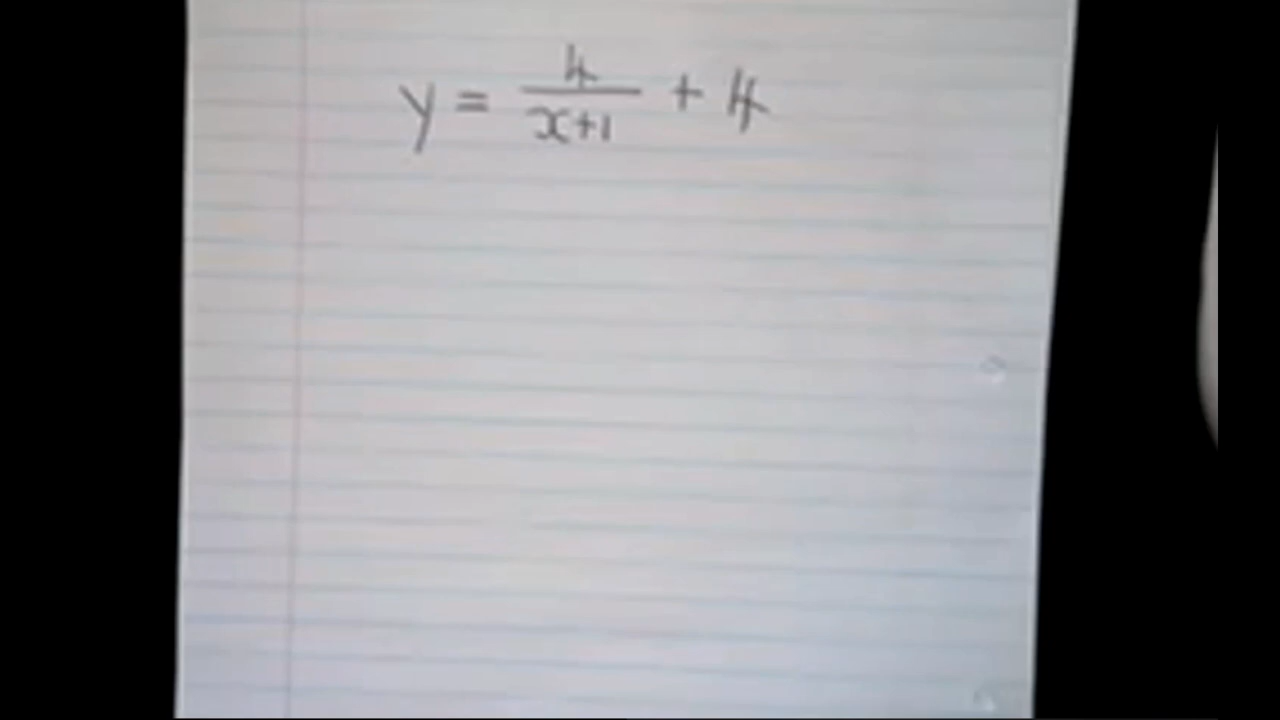 y = 4/(x+1) + 4